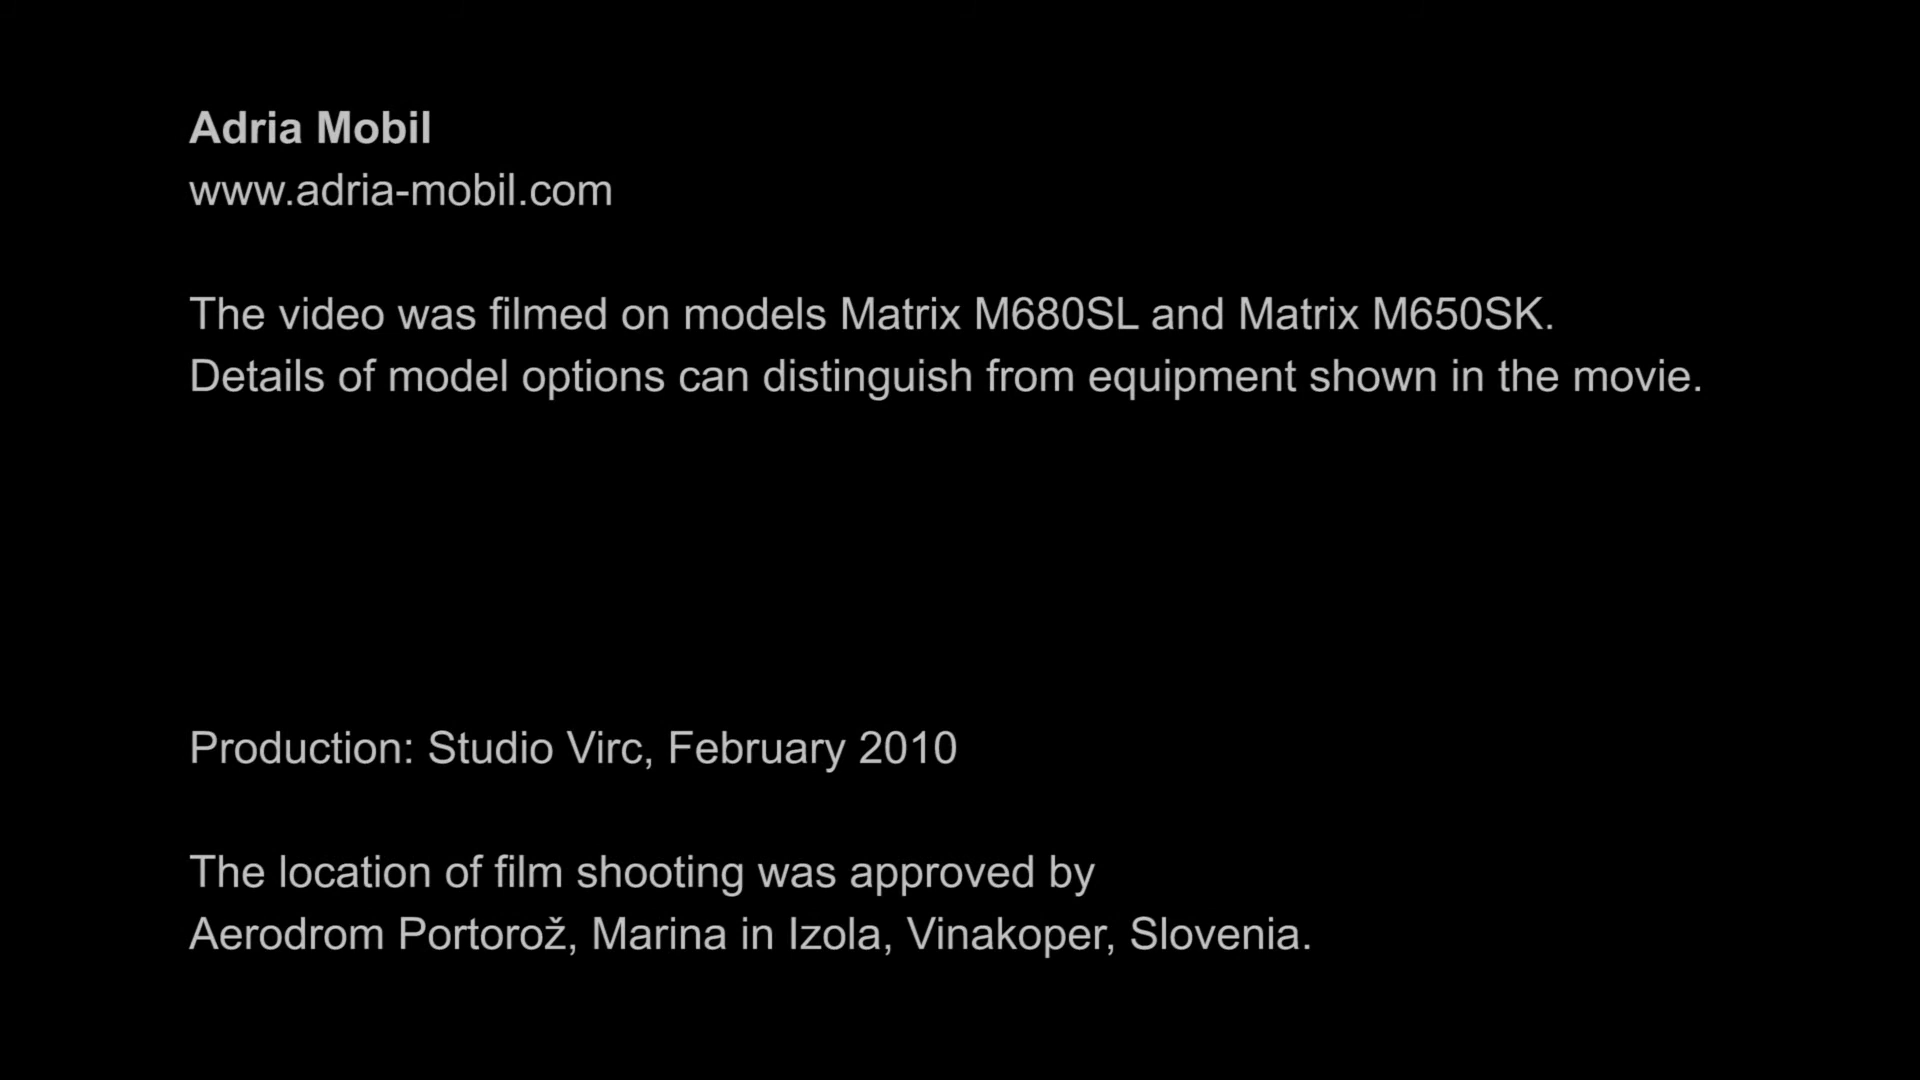 Adria Mobil
www.adria-mobil.com
The video was filmed on models Matrix M680SL and Matrix M650SK.
Details of model options can distinguish from equipment shown in the movie.
Production: Studio Virc, February 2010
The location of film shooting was approved by
Aerodrom Portorož, Marina in Izola, Vinakoper, Slovenia.